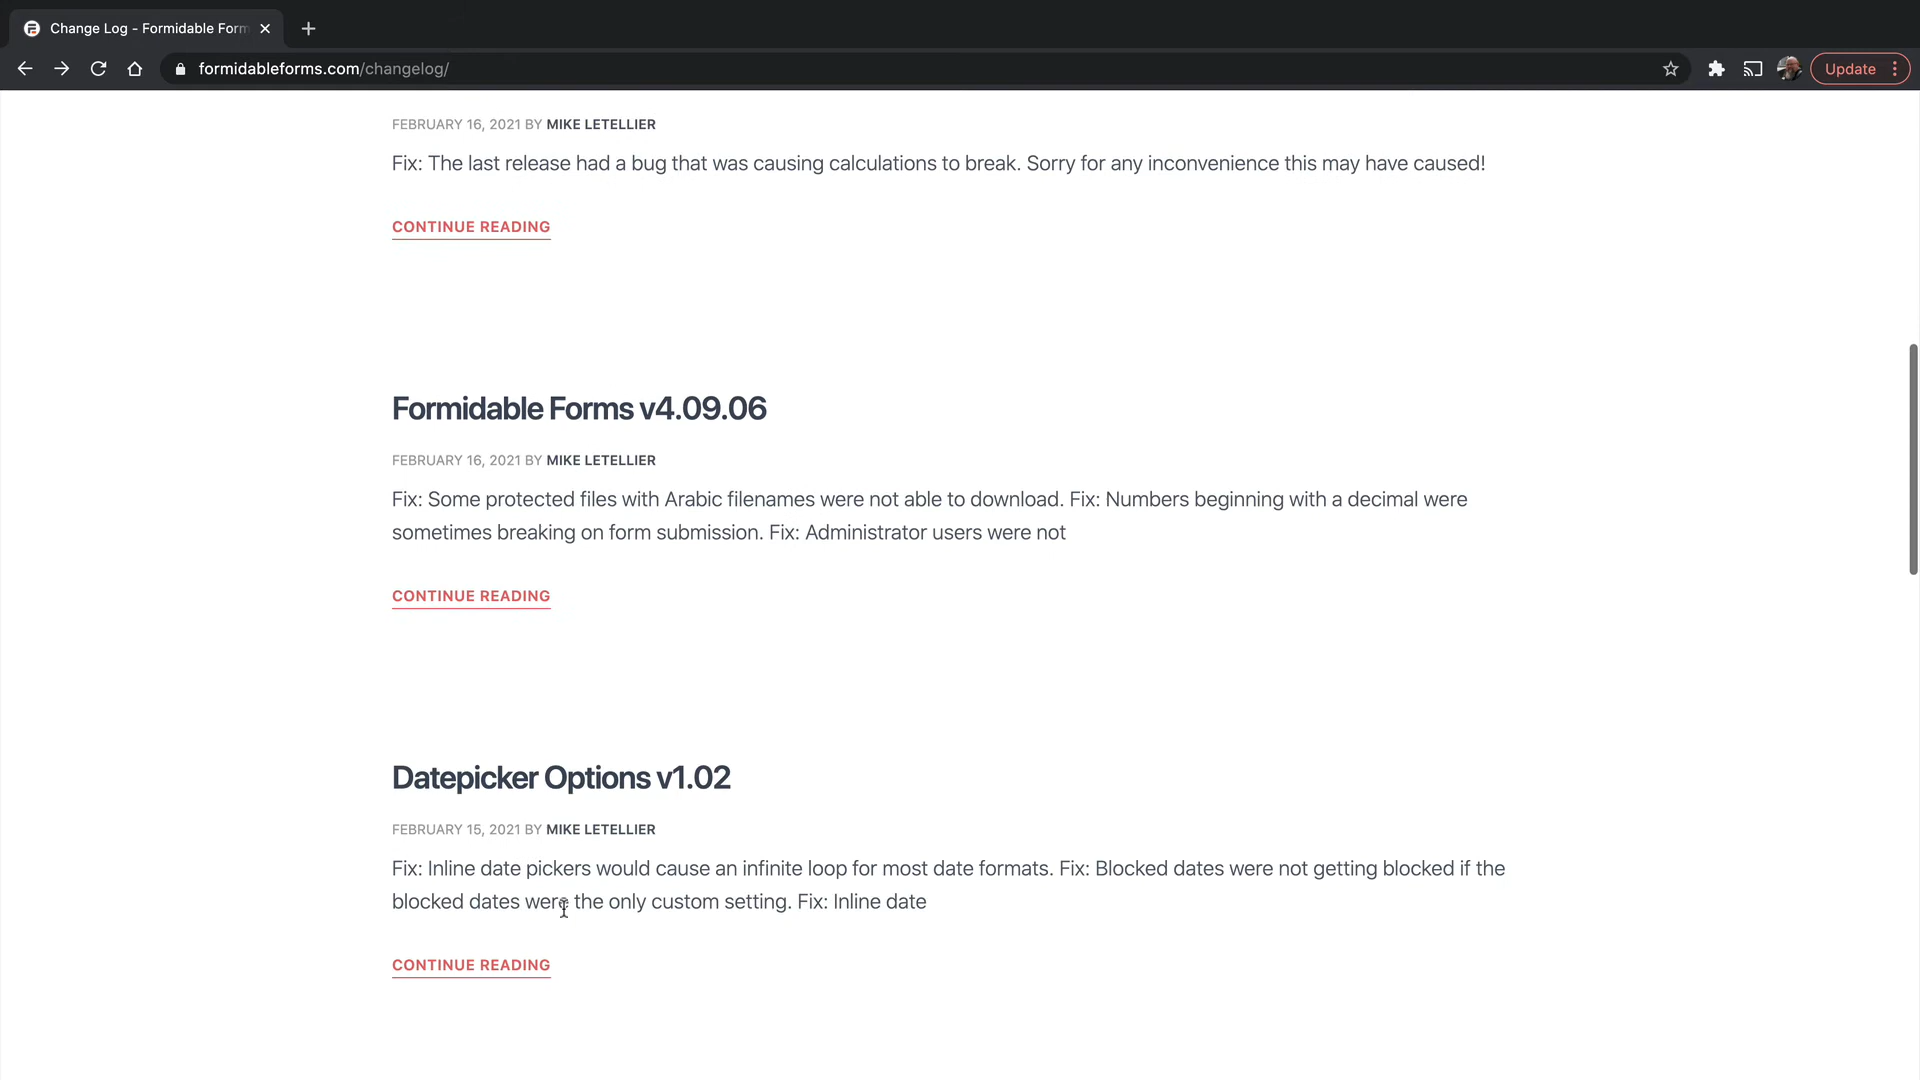 Change Log - Formidable Form
formidableforms.com/changelog/
Update
FEBRUARY 16, 2021 BY MIKE LETELLIER
Fix: The last release had a bug that was causing calculations to break. Sorry for any inconvenience this may have caused!
CONTINUE READING
Formidable Forms v4.09.06
FEBRUARY 16, 2021 BY MIKE LETELLIER
Fix: Some protected files with Arabic filenames were not able to download. Fix: Numbers beginning with a decimal were
sometimes breaking on form submission. Fix: Administrator users were not
CONTINUE READING
Datepicker Options v1.02
FEBRUARY 15, 2021 BY MIKE LETELLIER
Fix: Inline date pickers would cause an infinite loop for most date formats. Fix: Blocked dates were not getting blocked if the
blocked dates were the only custom setting. Fix: Inline date
CONTINUE READING